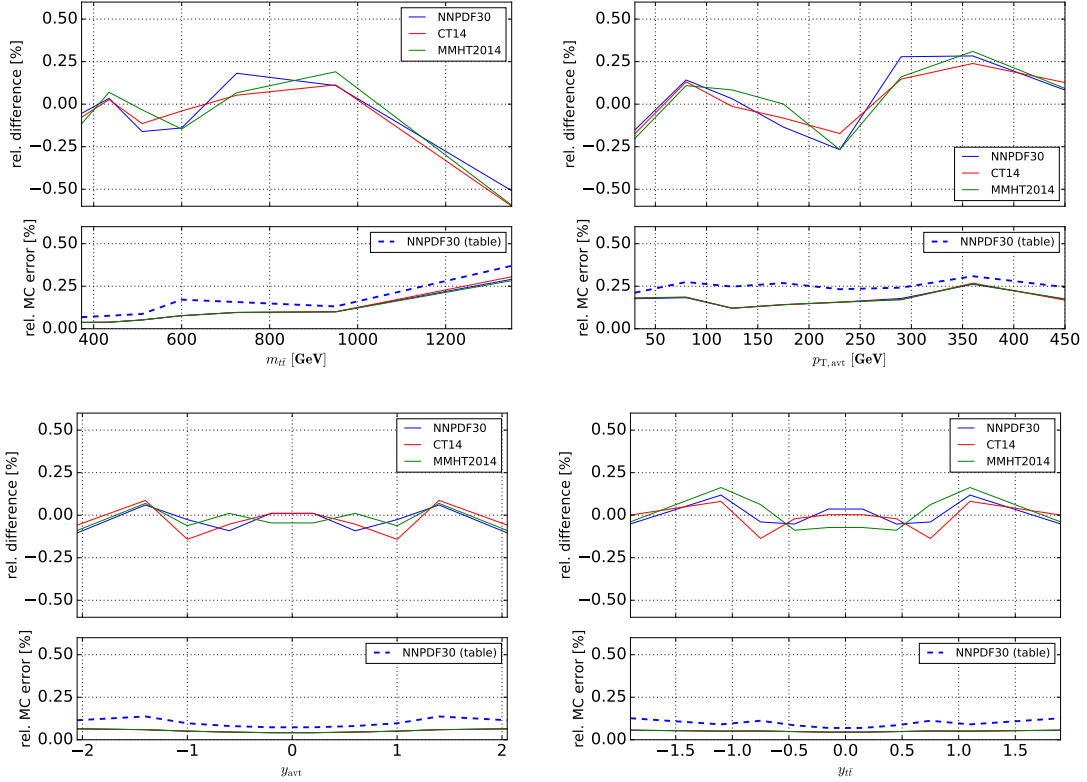 rel. difference [%]
0.50
0.25
0.00
−0.25
−0.50
NNPDF30
CT14
MMHT2014
rel. MC error [%]
0.50
0.25
0.00
NNPDF30 (table)
400 600 800 1000 1200
m_{tt̄} [GeV]
rel. difference [%]
0.50
0.25
0.00
−0.25
−0.50
NNPDF30
CT14
MMHT2014
rel. MC error [%]
0.50
0.25
0.00
NNPDF30 (table)
50 100 150 200 250 300 350 400 450
p_{T, avt} [GeV]
rel. difference [%]
0.50
0.25
0.00
−0.25
−0.50
NNPDF30
CT14
MMHT2014
rel. MC error [%]
0.50
0.25
0.00
NNPDF30 (table)
−2 −1 0 1 2
y_{avt}
rel. difference [%]
0.50
0.25
0.00
−0.25
−0.50
NNPDF30
CT14
MMHT2014
rel. MC error [%]
0.50
0.25
0.00
NNPDF30 (table)
−1.5 −1.0 −0.5 0.0 0.5 1.0 1.5
y_{tt̄}